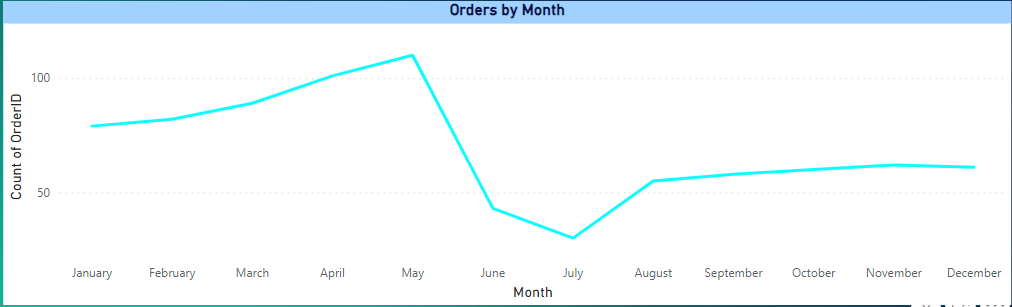 Orders by Month
Count of OrderID
100
50
January February March April May June July August September October November December
Month